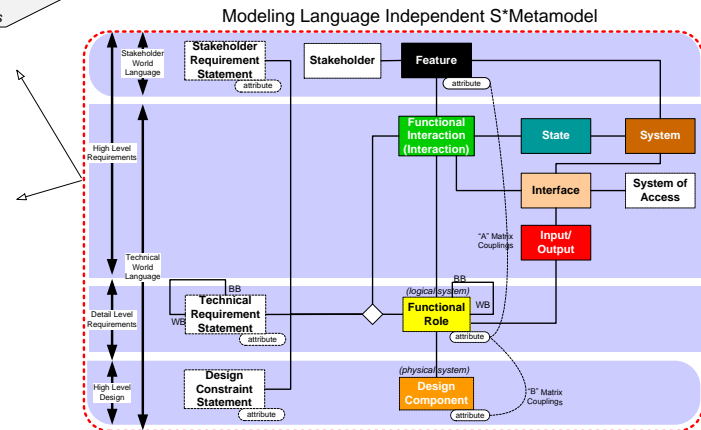 s
Modeling Language Independent S*Metamodel
Stakeholder
World
Language
Stakeholder
Requirement
Statement
attribute
Stakeholder
Feature
attribute
High Level
Requirements
Functional
Interaction
(Interaction)
State
System
Interface
System of
Access
"A" Matrix
Couplings
Input/
Output
Technical
World
Language
BB
WB
Technical
Requirement
Statement
attribute
(logical system)
BB
WB
Functional
Role
attribute
Detail Level
Requirements
High Level
Design
Design
Constraint
Statement
attribute
(physical system)
Design
Component
attribute
"B" Matrix
Couplings